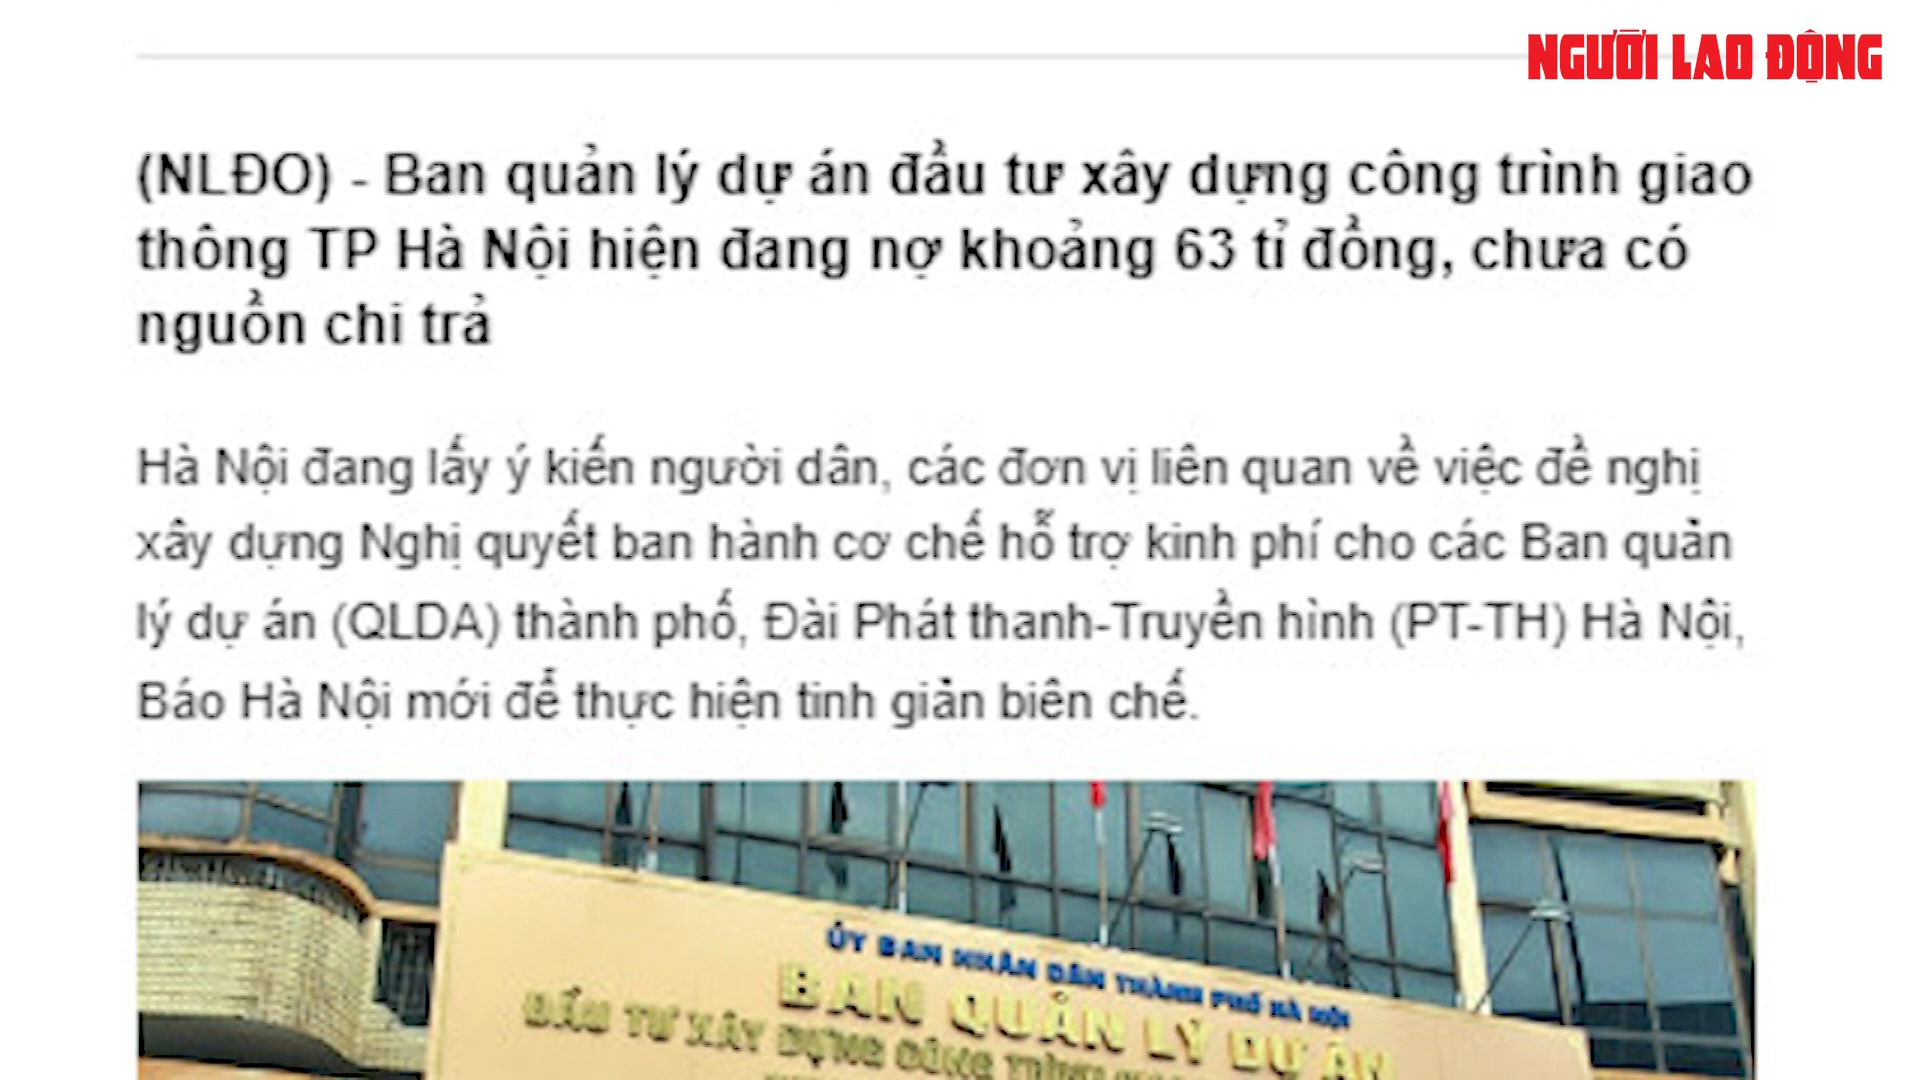 NGƯỜI LAO ĐỘNG
(NLĐO) - Ban quản lý dự án đầu tư xây dựng công trình giao
thông TP Hà Nội hiện đang nợ khoảng 63 tỉ đồng, chưa có
nguồn chi trả
Hà Nội đang lấy ý kiến người dân, các đơn vị liên quan về việc đề nghị
xây dựng Nghị quyết ban hành cơ chế hỗ trợ kinh phí cho các Ban quản
lý dự án (QLDA) thành phố, Đài Phát thanh-Truyền hình (PT-TH) Hà Nội,
Báo Hà Nội mới để thực hiện tinh giản biên chế.
ỦY BAN NHÂN DÂN THÀNH PHỐ HÀ NỘI
BAN QUẢN LÝ DỰ ÁN
ĐẦU TƯ XÂY DỰNG CÔNG TRÌNH